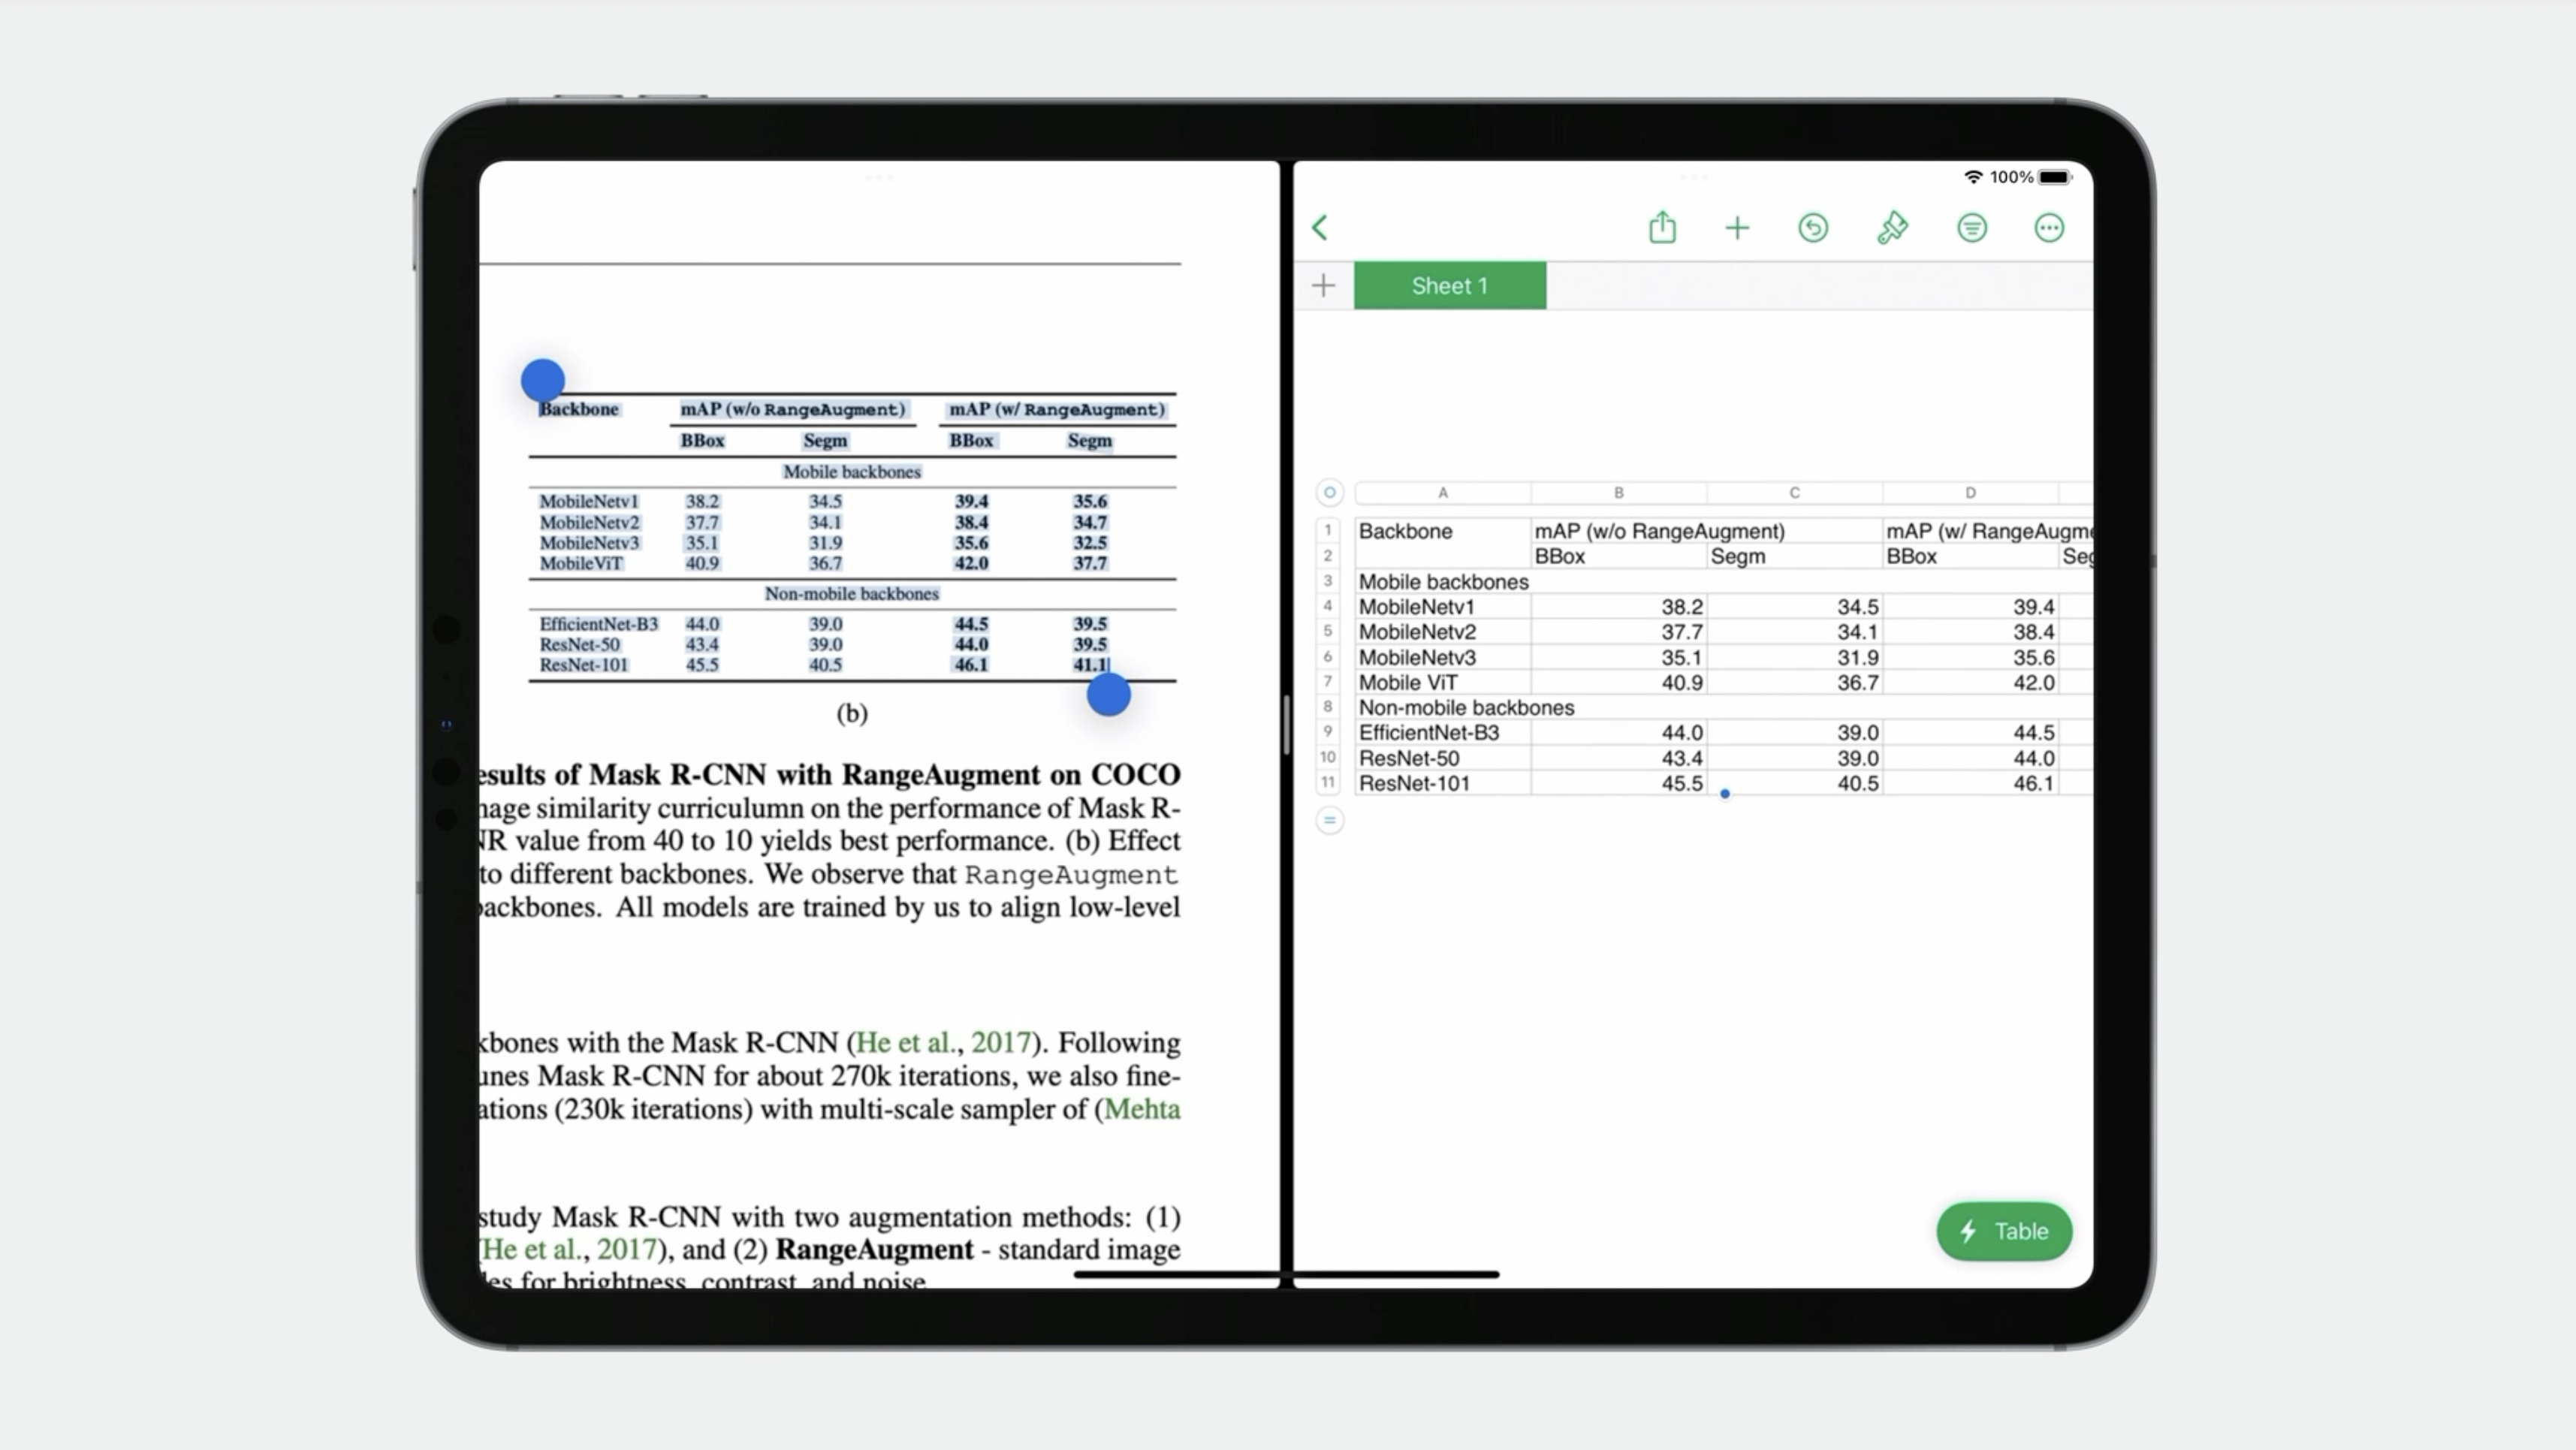 Backbone mAP (w/o RangeAugment) mAP (w/ RangeAugment)
BBox Segm BBox Segm
Mobile backbones
MobileNetv1 38.2 34.5 39.4 35.6
MobileNetv2 37.7 34.1 38.4 34.7
MobileNetv3 35.1 31.9 35.6 32.5
MobileViT 40.9 36.7 42.0 37.7
Non-mobile backbones
EfficientNet-B3 44.0 39.0 44.5 39.5
ResNet-50 43.4 39.0 44.0 39.5
ResNet-101 45.5 40.5 46.1 41.1
(b)
esults of Mask R-CNN with RangeAugment on COCO
nage similarity curriculumn on the performance of Mask R-
NR value from 40 to 10 yields best performance. (b) Effect
to different backbones. We observe that RangeAugment
backbones. All models are trained by us to align low-level
kbones with the Mask R-CNN (He et al., 2017). Following
unes Mask R-CNN for about 270k iterations, we also fine-
ations (230k iterations) with multi-scale sampler of (Mehta
study Mask R-CNN with two augmentation methods: (1)
(He et al., 2017), and (2) RangeAugment - standard image
les for brightness, contrast, and noise
100%
Sheet 1
A B C D
1 Backbone mAP (w/o RangeAugment) mAP (w/ RangeAugme
2 BBox Segm BBox Seg
3 Mobile backbones
4 MobileNetv1 38.2 34.5 39.4
5 MobileNetv2 37.7 34.1 38.4
6 MobileNetv3 35.1 31.9 35.6
7 Mobile ViT 40.9 36.7 42.0
8 Non-mobile backbones
9 EfficientNet-B3 44.0 39.0 44.5
10 ResNet-50 43.4 39.0 44.0
11 ResNet-101 45.5 40.5 46.1
Table